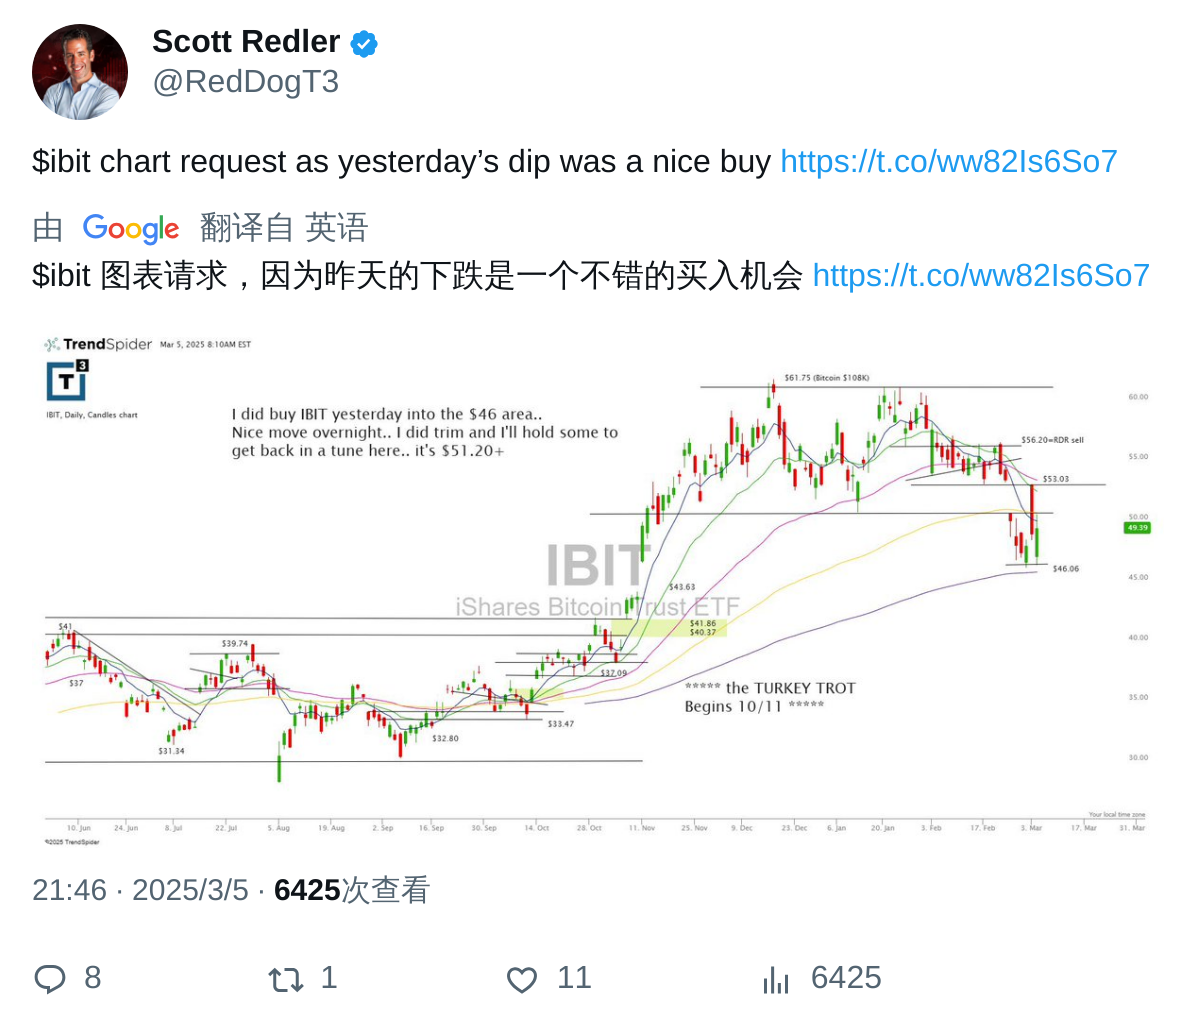 Scott Redler
@RedDogT3
$ibit chart request as yesterday’s dip was a nice buy https://t.co/ww82Is6So7
由 Google 翻译自 英语
$ibit 图表请求，因为昨天的下跌是一个不错的买入机会 https://t.co/ww82Is6So7
TrendSpider Mar 5, 2025 8:10AM EST
T3
IBIT, Daily, Candles chart
I did buy IBIT yesterday into the $46 area..
Nice move overnight.. I did trim and I'll hold some to
get back in a tune here.. it's $51.20+
$61.75 (Bitcoin $108K)
60.00
$56.20=RDR sell
55.00
$53.03
50.00
49.39
IBIT
$46.06
45.00
$43.63
iShares Bitcoin Trust ETF
$41.86
$40.37
$41
40.00
$39.74
$37.09
$37
***** the TURKEY TROT
Begins 10/11 *****
35.00
$33.47
$32.80
$31.34
30.00
Your local time zone
10. Jun 24. Jun 8. Jul 22. Jul 5. Aug 19. Aug 2. Sep 16. Sep 30. Sep 14. Oct 28. Oct 11. Nov 25. Nov 9. Dec 23. Dec 6. Jan 20. Jan 3. Feb 17. Feb 3. Mar 17. Mar 31. Mar
©2025 TrendSpider
21:46 · 2025/3/5 · 6425次查看
8 1 11 6425